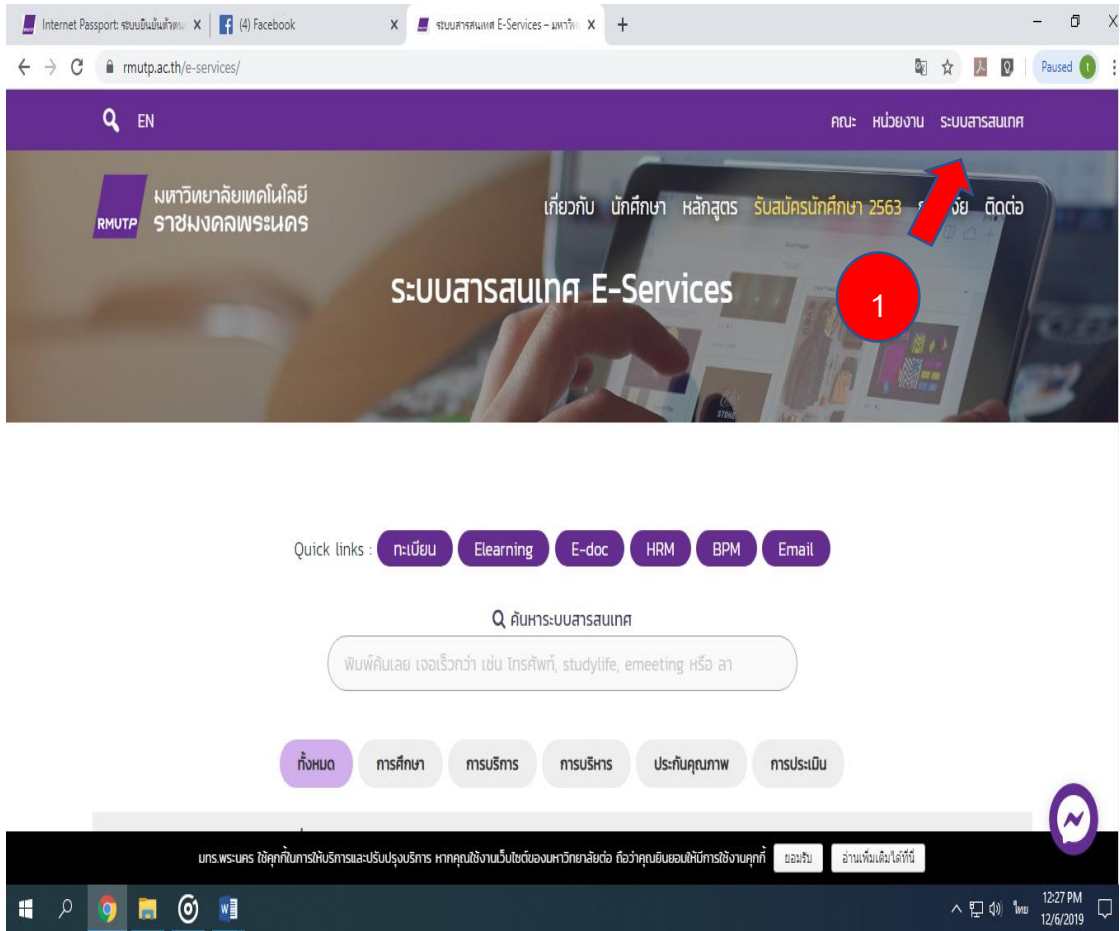 Internet Passport: ระบบยืนยันตัวตน
(4) Facebook
ระบบสารสนเทศ E-Services – มหาวิท
rmutp.ac.th/e-services/
Paused
t
EN
คณะ หน่วยงาน ระบบสารสนเทศ
RMUTP
มหาวิทยาลัยเทคโนโลยี
ราชมงคลพระนคร
เกี่ยวกับ นักศึกษา หลักสูตร รับสมัครนักศึกษา 2563 ติดต่อ
ระบบสารสนเทศ E-Services
1
STONE
Quick links : ทะเบียน Elearning E-doc HRM BPM Email
ค้นหาระบบสารสนเทศ
พิมพ์ค้นเลย เจอเร็วกว่า เช่น โทรศัพท์, studylife, emeeting หรือ ลา
ทั้งหมด การศึกษา การบริการ การบริหาร ประกันคุณภาพ การประเมิน
มทร.พระนคร ใช้คุกกี้ในการให้บริการและปรับปรุงบริการ หากคุณใช้งานเว็บไซต์ของมหาวิทยาลัยต่อ ถือว่าคุณยินยอมให้มีการใช้งานคุกกี้ ยอมรับ อ่านเพิ่มเติมได้ที่นี่
ไทย
12:27 PM
12/6/2019